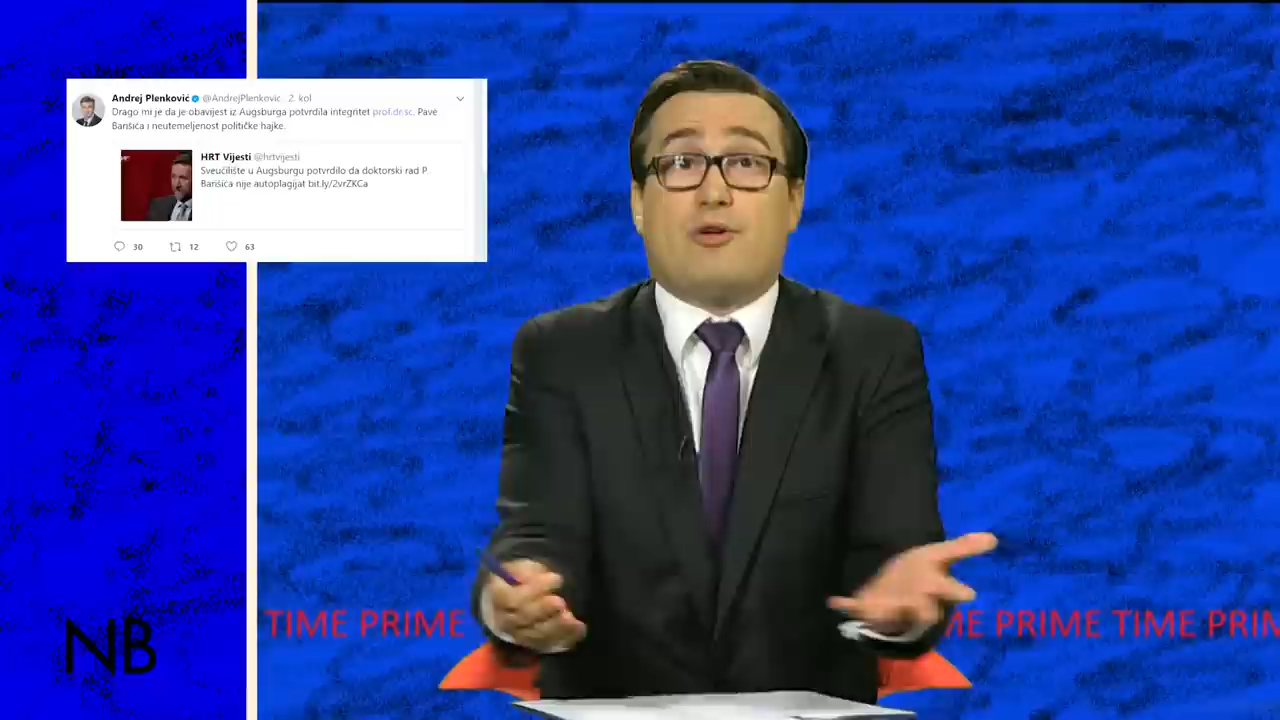 Andrej Plenković @AndrejPlenkovic 2. kol
Drago mi je da je obavijest iz Augsburga potvrdila integritet prof.dr.sc. Pave
Barišića i neutemeljenost političke hajke.
HRT Vijesti @hrtvijesti
Sveučilište u Augsburgu potvrdilo da doktorski rad P.
Barišića nije autoplagijat bit.ly/2vrZKCa
30 12 63
TIME PRIME ME PRIME TIME PRIM
NB